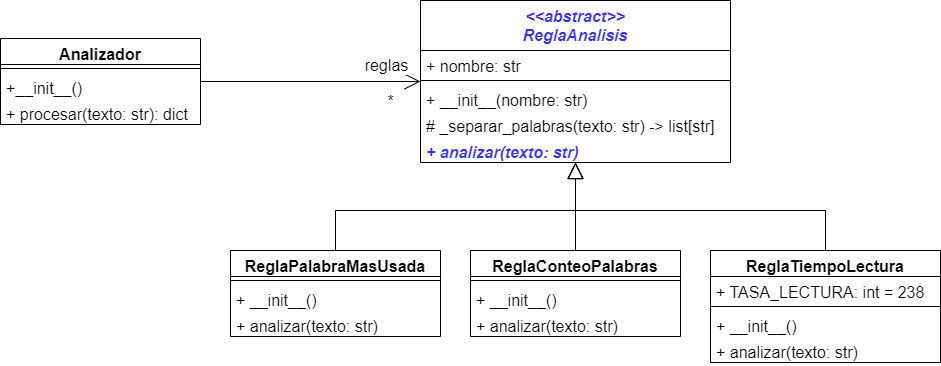 Analizador
+__init__()
+ procesar(texto: str): dict
reglas
*
<<abstract>>
ReglaAnalisis
+ nombre: str
+ __init__(nombre: str)
# _separar_palabras(texto: str) -> list[str]
+ analizar(texto: str)
ReglaPalabraMasUsada
+ __init__()
+ analizar(texto: str)
ReglaConteoPalabras
+ __init__()
+ analizar(texto: str)
ReglaTiempoLectura
+ TASA_LECTURA: int = 238
+ __init__()
+ analizar(texto: str)